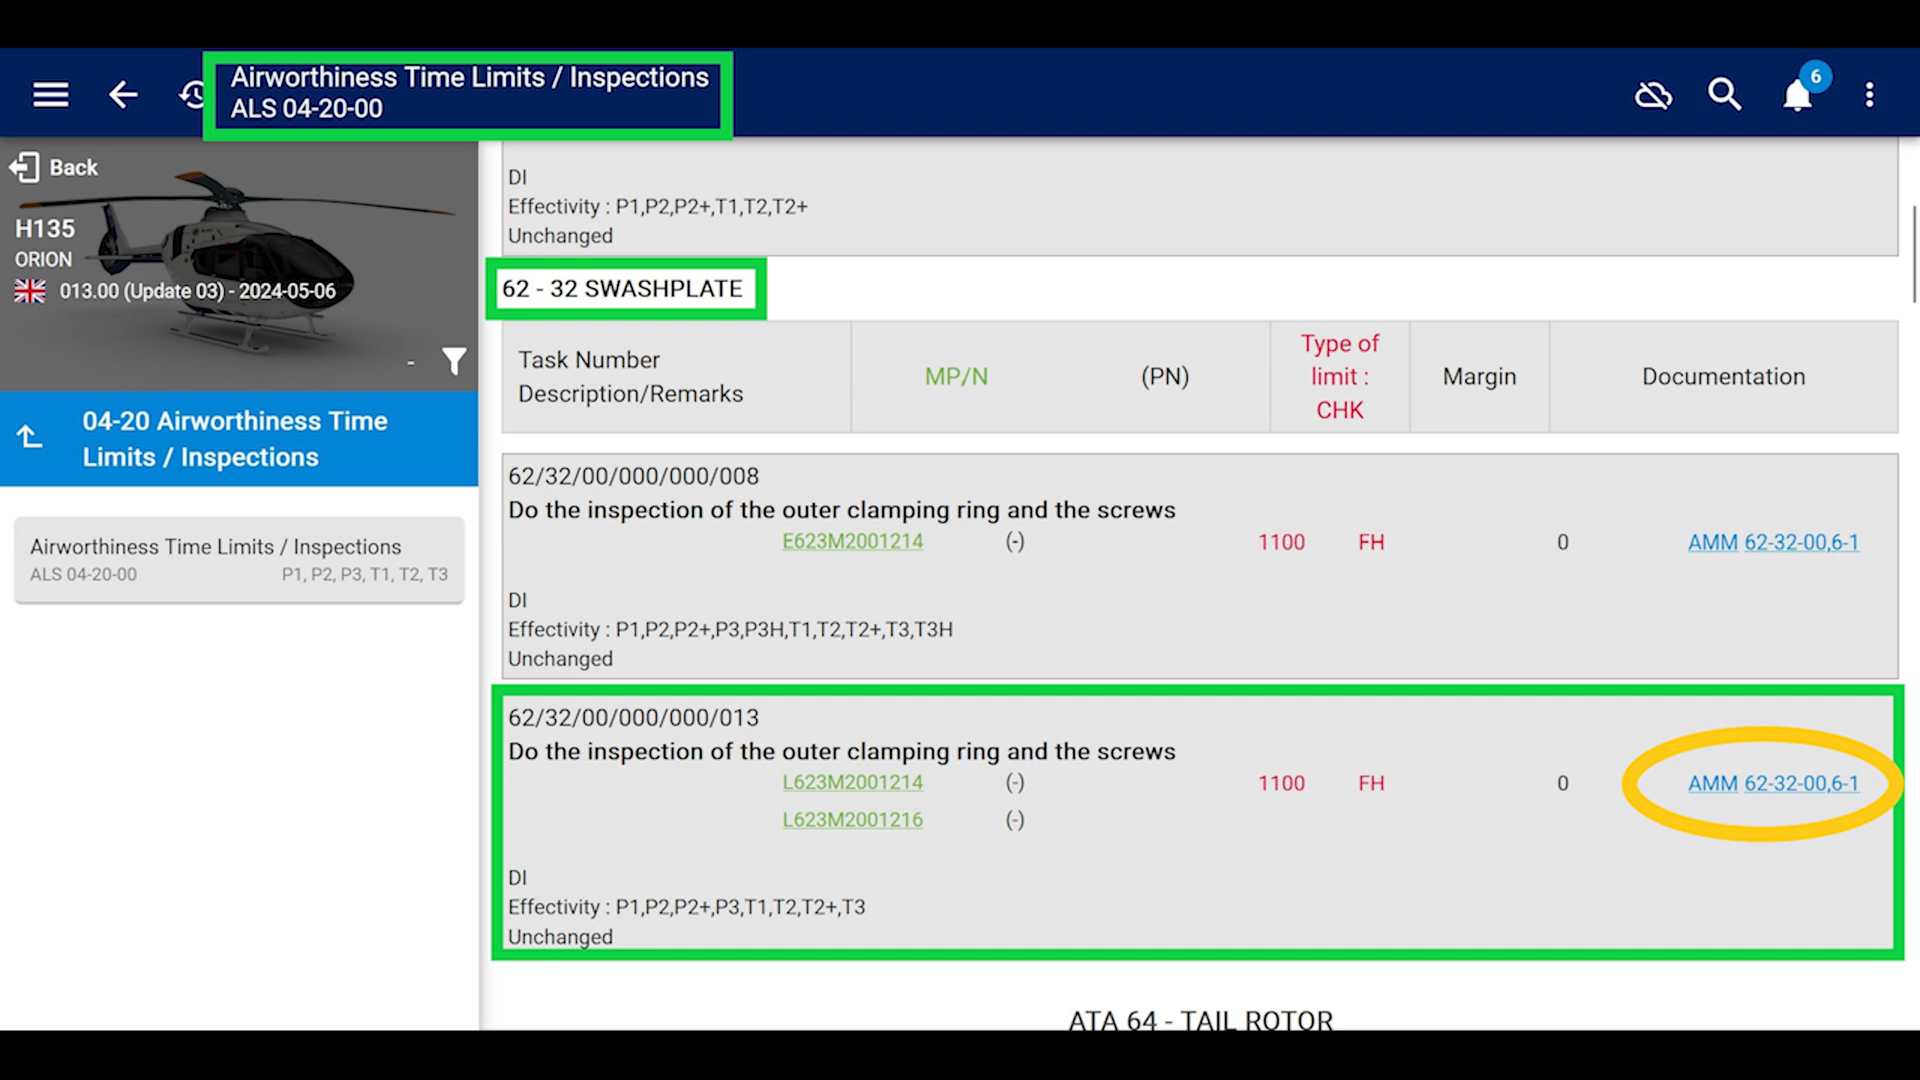 Airworthiness Time Limits / Inspections
ALS 04-20-00
6
Back
H135
ORION
013.00 (Update 03) - 2024-05-06
-
04-20 Airworthiness Time
Limits / Inspections
Airworthiness Time Limits / Inspections
ALS 04-20-00 P1, P2, P3, T1, T2, T3
DI
Effectivity : P1,P2,P2+,T1,T2,T2+
Unchanged
62 - 32 SWASHPLATE
Task Number
Description/Remarks
MP/N
(PN)
Type of
limit :
CHK
Margin
Documentation
62/32/00/000/000/008
Do the inspection of the outer clamping ring and the screws
E623M2001214 (-) 1100 FH 0 AMM 62-32-00,6-1
DI
Effectivity : P1,P2,P2+,P3,P3H,T1,T2,T2+,T3,T3H
Unchanged
62/32/00/000/000/013
Do the inspection of the outer clamping ring and the screws
L623M2001214 (-) 1100 FH 0 AMM 62-32-00,6-1
L623M2001216 (-)
DI
Effectivity : P1,P2,P2+,P3,T1,T2,T2+,T3
Unchanged
ATA 64 - TAIL ROTOR